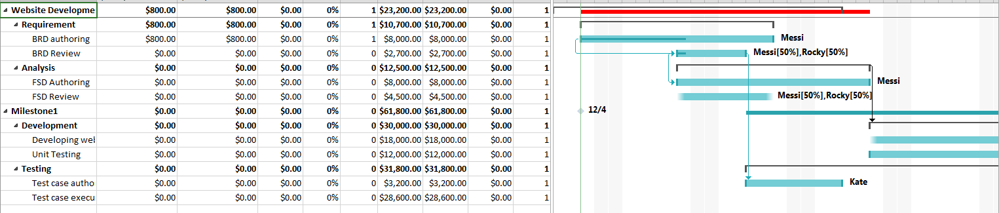 Website Developme $800.00 $800.00 $0.00 0% 1 $23,200.00 $23,200.00 $0.00 1
Requirement $800.00 $800.00 $0.00 0% 1 $10,700.00 $10,700.00 $0.00 1
BRD authoring $800.00 $800.00 $0.00 0% 1 $8,000.00 $8,000.00 $0.00 1 Messi
BRD Review $0.00 $0.00 $0.00 0% 0 $2,700.00 $2,700.00 $0.00 1 Messi[50%],Rocky[50%]
Analysis $0.00 $0.00 $0.00 0% 0 $12,500.00 $12,500.00 $0.00 1
FSD Authoring $0.00 $0.00 $0.00 0% 0 $8,000.00 $8,000.00 $0.00 1 Messi
FSD Review $0.00 $0.00 $0.00 0% 0 $4,500.00 $4,500.00 $0.00 1 Messi[50%],Rocky[50%]
Milestone1 $0.00 $0.00 $0.00 0% 0 $61,800.00 $61,800.00 $0.00 1 12/4
Development $0.00 $0.00 $0.00 0% 0 $30,000.00 $30,000.00 $0.00 1
Developing wel $0.00 $0.00 $0.00 0% 0 $18,000.00 $18,000.00 $0.00 1
Unit Testing $0.00 $0.00 $0.00 0% 0 $12,000.00 $12,000.00 $0.00 1
Testing $0.00 $0.00 $0.00 0% 0 $31,800.00 $31,800.00 $0.00 1
Test case autho $0.00 $0.00 $0.00 0% 0 $3,200.00 $3,200.00 $0.00 1 Kate
Test case execu $0.00 $0.00 $0.00 0% 0 $28,600.00 $28,600.00 $0.00 1